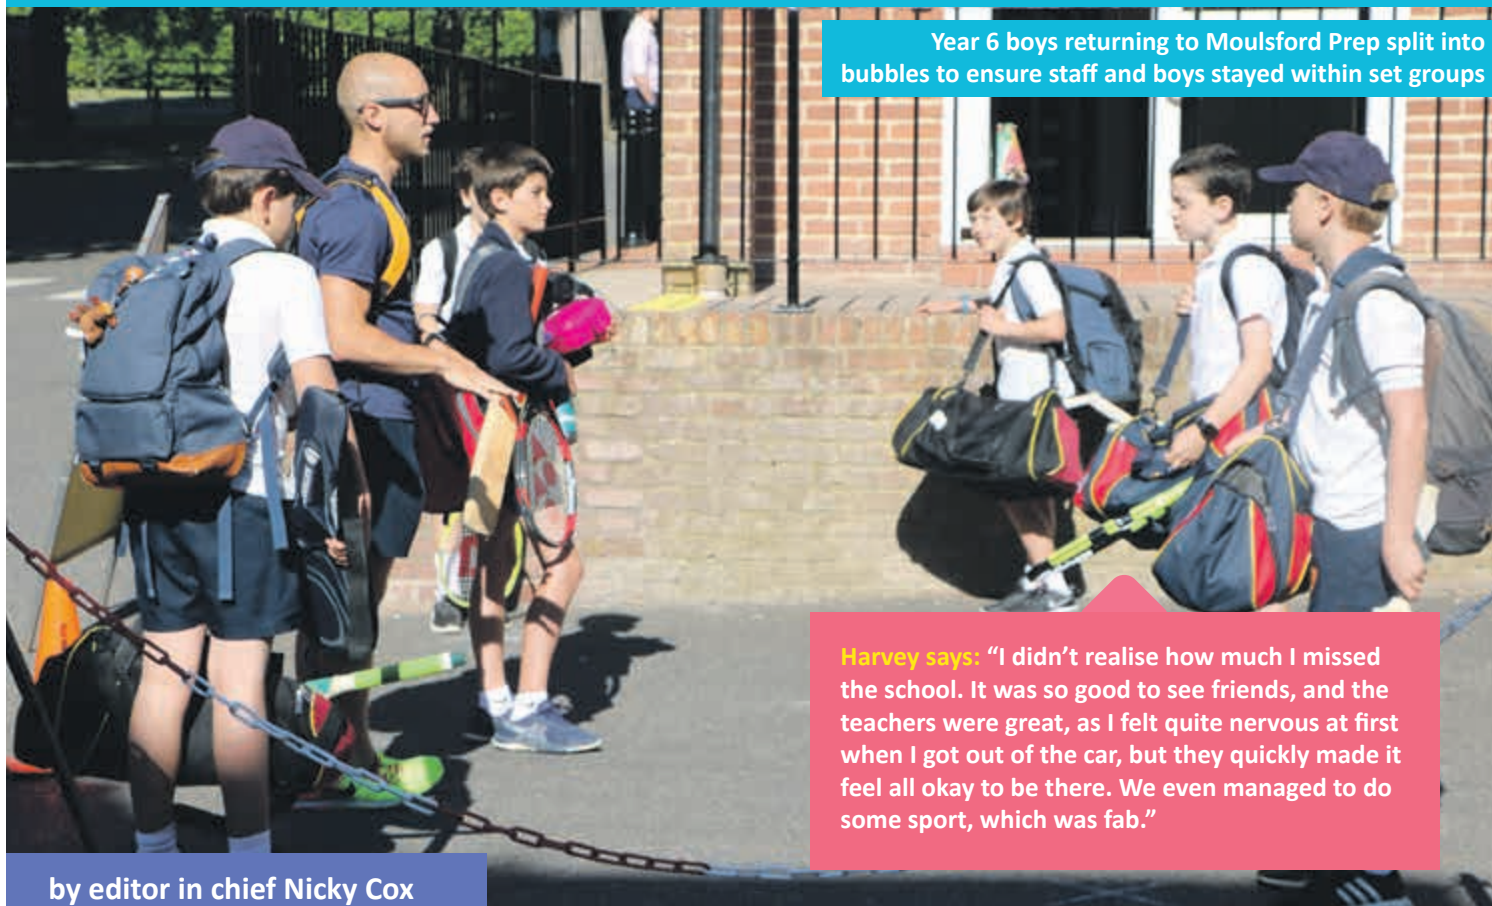 Year 6 boys returning to Moulsford Prep split into
bubbles to ensure staff and boys stayed within set groups
Harvey says: “I didn’t realise how much I missed
the school. It was so good to see friends, and the
teachers were great, as I felt quite nervous at first
when I got out of the car, but they quickly made it
feel all okay to be there. We even managed to do
some sport, which was fab.”
by editor in chief Nicky Cox